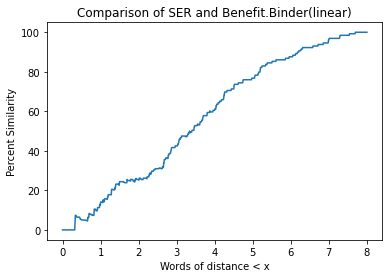 Comparison of SER and Benefit.Binder(linear)
Percent Similarity
100
80
60
40
20
0
0 1 2 3 4 5 6 7 8
Words of distance < x